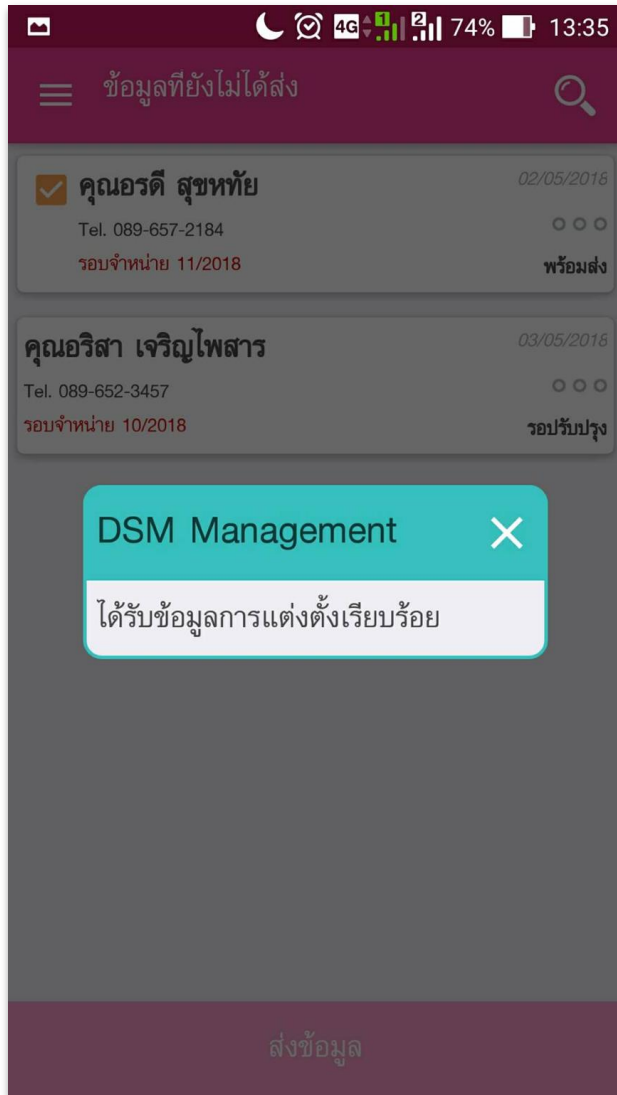 4G 1 2 74% 13:35
ข้อมูลที่ยังไม่ได้ส่ง
คุณอรดี สุขหทัย 02/05/2018
Tel. 089-657-2184
รอบจำหน่าย 11/2018 พร้อมส่ง
คุณอริสา เจริญไพสาร 03/05/2018
Tel. 089-652-3457
รอบจำหน่าย 10/2018 รอปรับปรุง
DSM Management
ได้รับข้อมูลการแต่งตั้งเรียบร้อย
ส่งข้อมูล